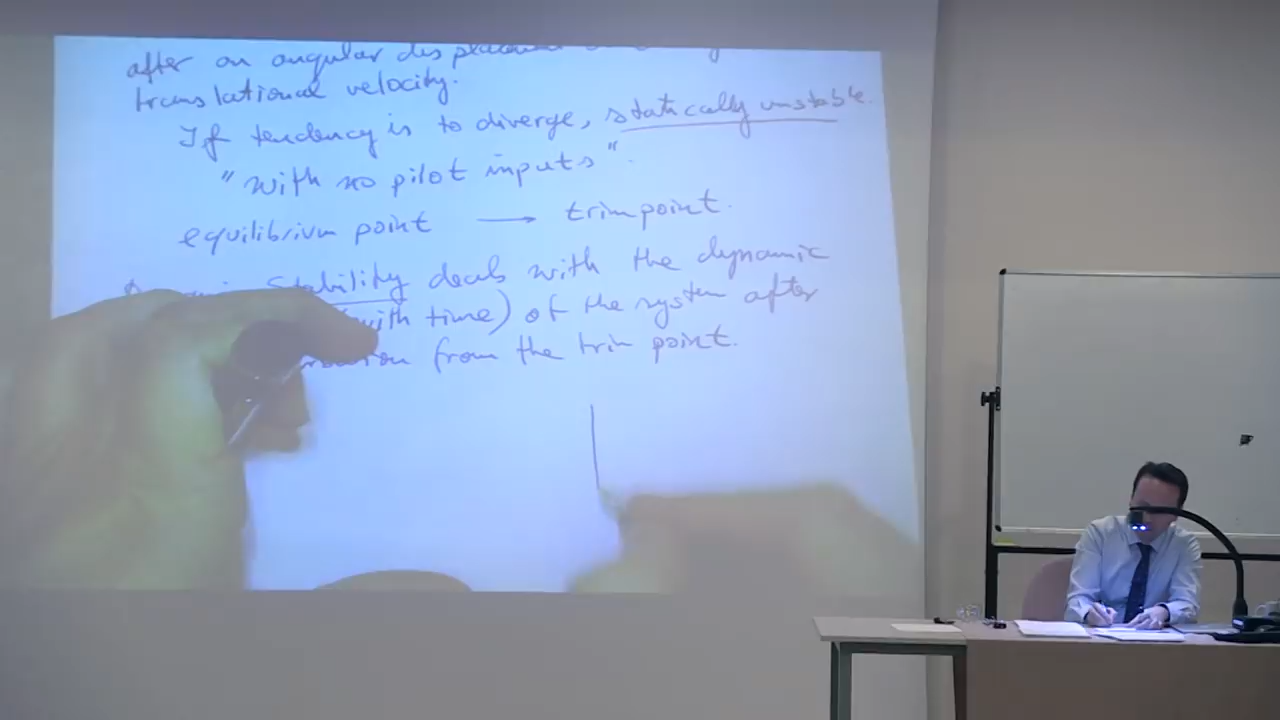 after an angular displacement
translational velocity.
If tendency is to diverge, statically unstable.
"with no pilot inputs".
equilibrium point → trim point.
Stability deals with the dynamic
(with time) of the system after
from the trim point.